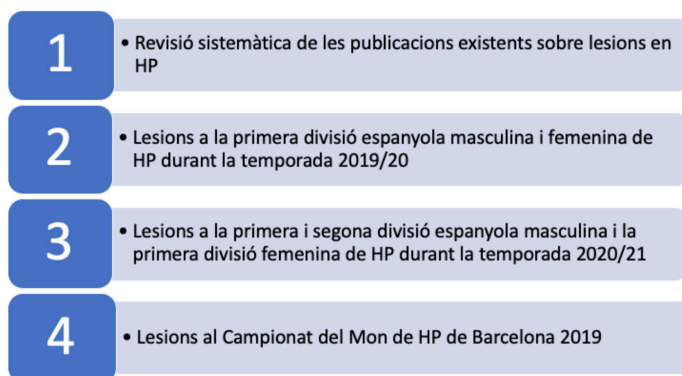 1
• Revisió sistemàtica de les publicacions existents sobre lesions en
HP
2
• Lesions a la primera divisió espanyola masculina i femenina de
HP durant la temporada 2019/20
3
• Lesions a la primera i segona divisió espanyola masculina i la
primera divisió femenina de HP durant la temporada 2020/21
4
• Lesions al Campionat del Mon de HP de Barcelona 2019